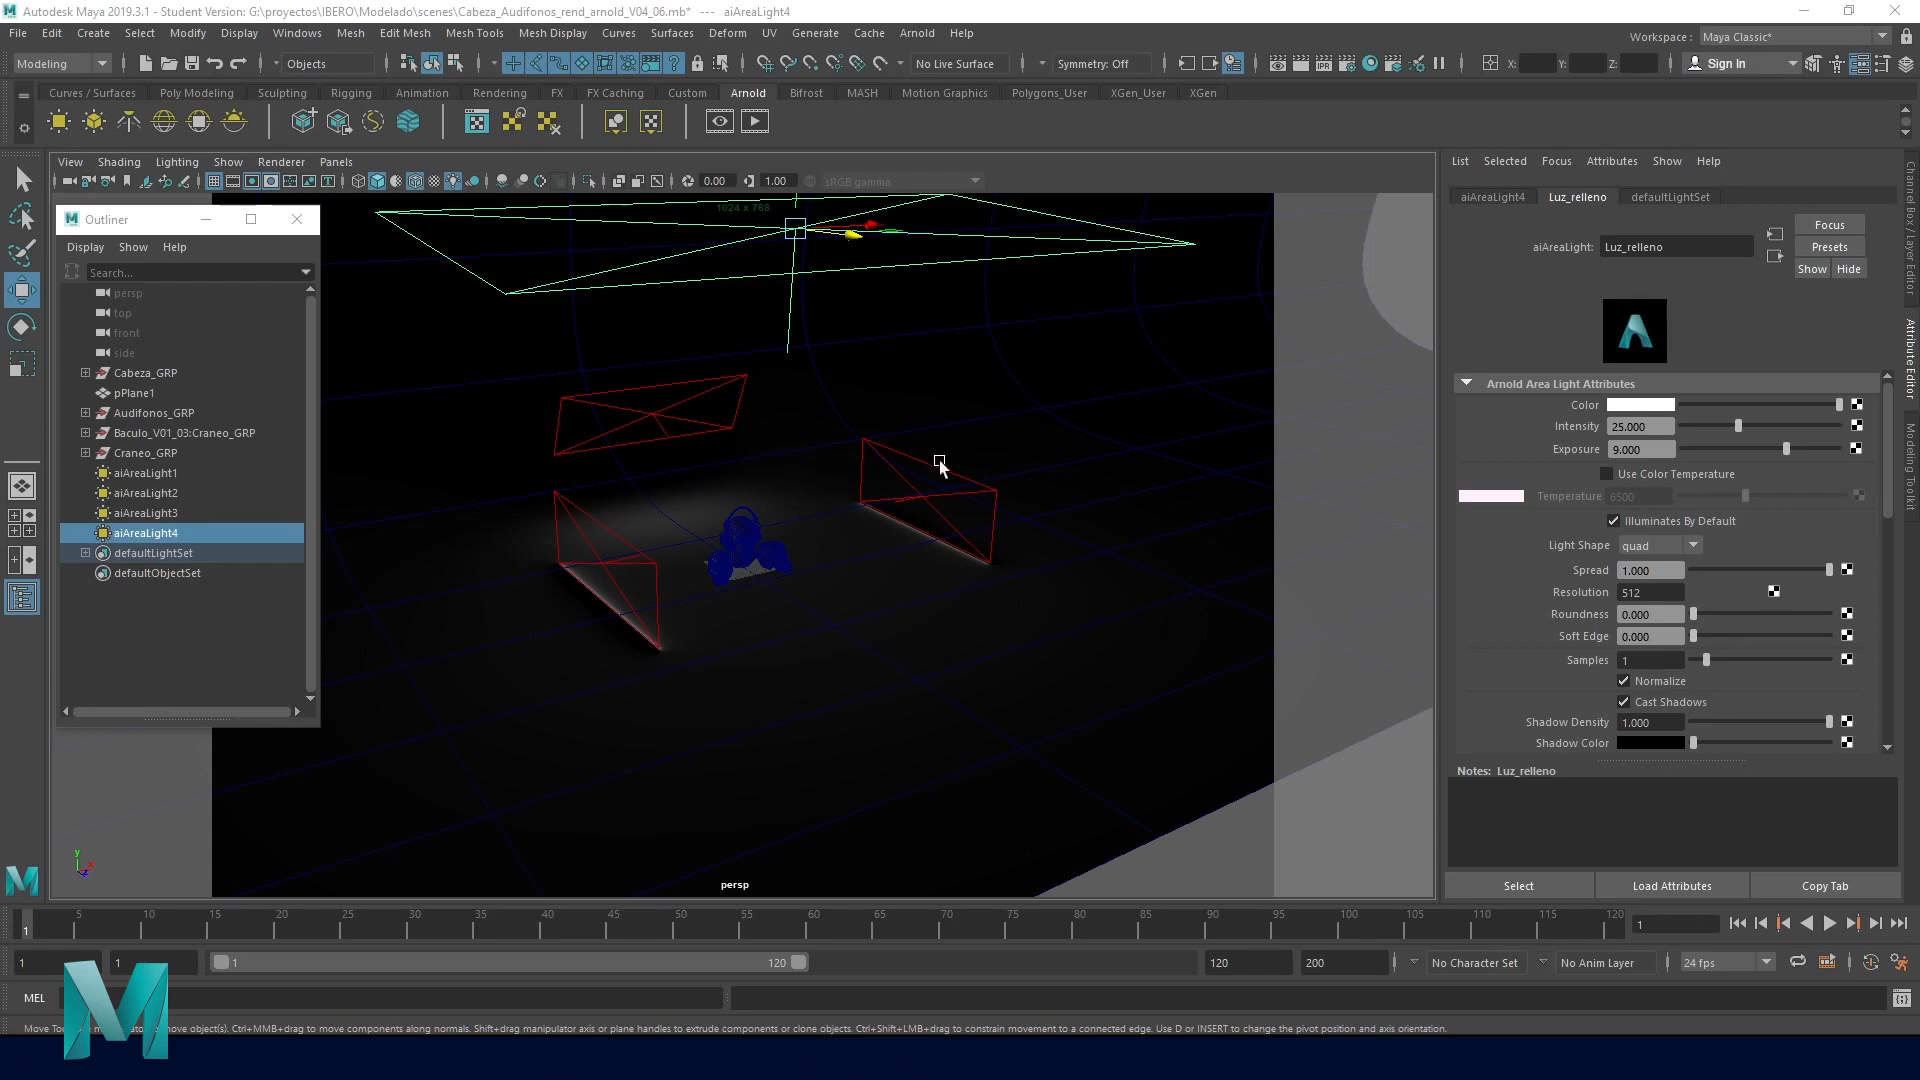 Autodesk Maya 2019.3.1 - Student Version: G:\proyectos\IBERO\Modelado\scenes\Cabeza_Audifonos_rend_arnold_V04_06.mb* --- aiAreaLight4
File Edit Create Select Modify Display Windows Mesh Edit Mesh Mesh Tools Mesh Display Curves Surfaces Deform UV Generate Cache Arnold Help
Workspace : Maya Classic*
Modeling Objects No Live Surface Symmetry: Off X: Y: Z: Sign In
Curves / Surfaces Poly Modeling Sculpting Rigging Animation Rendering FX FX Caching Custom Arnold Bifrost MASH Motion Graphics Polygons_User XGen_User XGen
View Shading Lighting Show Renderer Panels
0.00 1.00 sRGB gamma
List Selected Focus Attributes Show Help
aiAreaLight4 Luz_relleno defaultLightSet
1024 x 768
Outliner
Display Show Help
Search...
persp
top
front
side
Cabeza_GRP
pPlane1
Audifonos_GRP
Baculo_V01_03:Craneo_GRP
Craneo_GRP
aiAreaLight1
aiAreaLight2
aiAreaLight3
aiAreaLight4
defaultLightSet
defaultObjectSet
persp
y
x
z
Focus
aiAreaLight: Luz_relleno Presets
Show Hide
Arnold Area Light Attributes
Color
Intensity 25.000
Exposure 9.000
Use Color Temperature
Temperature 6500
Illuminates By Default
Light Shape quad
Spread 1.000
Resolution 512
Roundness 0.000
Soft Edge 0.000
Samples 1
Normalize
Cast Shadows
Shadow Density 1.000
Shadow Color
Notes: Luz_relleno
Select Load Attributes Copy Tab
Channel Box / Layer Editor
Attribute Editor
Modeling Toolkit
5 10 15 20 25 30 35 40 45 50 55 60 65 70 75 80 85 90 95 100 105 110 115 120
1 1
1 1 1 120 120 200 No Character Set No Anim Layer 24 fps
MEL
Move Too ove object(s). Ctrl+MMB+drag to move components along normals. Shift+drag manipulator axis or plane handles to extrude components or clone objects. Ctrl+Shift+LMB+drag to constrain movement to a connected edge. Use D or INSERT to change the pivot position and axis orientation.